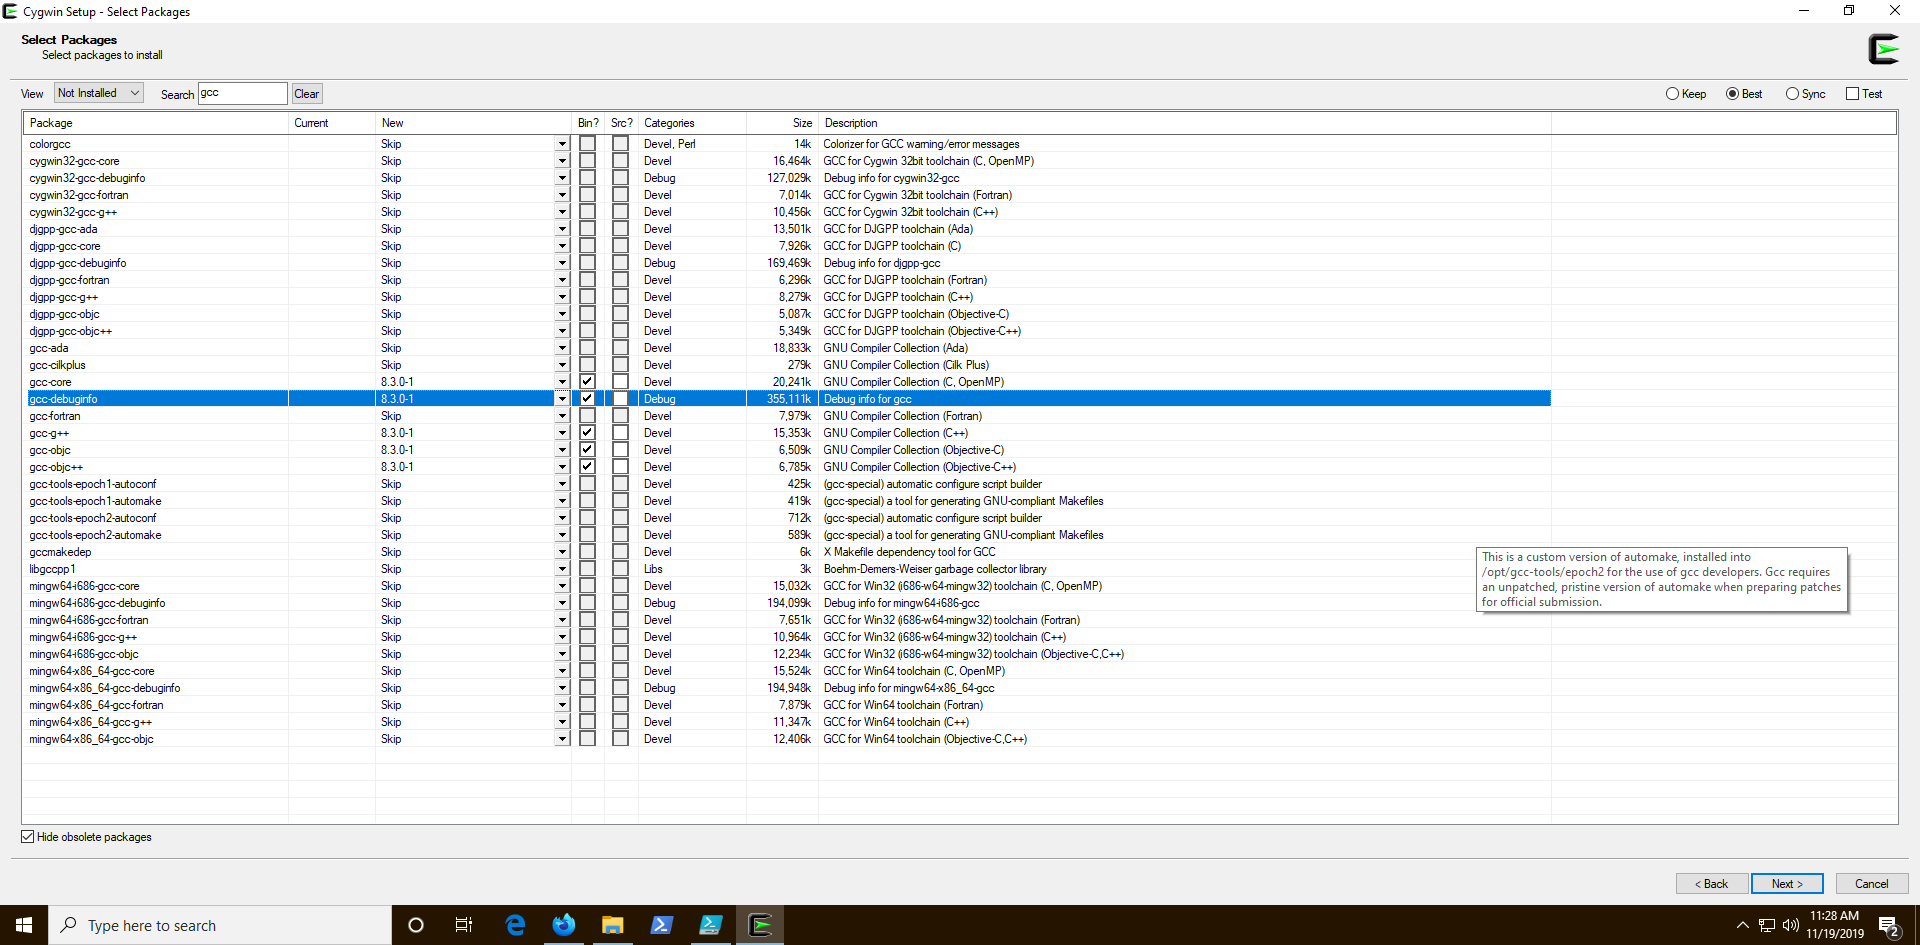 Cygwin Setup - Select Packages
Select Packages
Select packages to install
View Not Installed Search gcc Clear Keep Best Sync Test
Package Current New Bin? Src? Categories Size Description
colorgcc Skip Devel, Perl 14k Colorizer for GCC warning/error messages
cygwin32-gcc-core Skip Devel 16,464k GCC for Cygwin 32bit toolchain (C, OpenMP)
cygwin32-gcc-debuginfo Skip Debug 127,029k Debug info for cygwin32-gcc
cygwin32-gcc-fortran Skip Devel 7,014k GCC for Cygwin 32bit toolchain (Fortran)
cygwin32-gcc-g++ Skip Devel 10,456k GCC for Cygwin 32bit toolchain (C++)
djgpp-gcc-ada Skip Devel 13,501k GCC for DJGPP toolchain (Ada)
djgpp-gcc-core Skip Devel 7,926k GCC for DJGPP toolchain (C)
djgpp-gcc-debuginfo Skip Debug 169,469k Debug info for djgpp-gcc
djgpp-gcc-fortran Skip Devel 6,296k GCC for DJGPP toolchain (Fortran)
djgpp-gcc-g++ Skip Devel 8,279k GCC for DJGPP toolchain (C++)
djgpp-gcc-objc Skip Devel 5,087k GCC for DJGPP toolchain (Objective-C)
djgpp-gcc-objc++ Skip Devel 5,349k GCC for DJGPP toolchain (Objective-C++)
gcc-ada Skip Devel 18,833k GNU Compiler Collection (Ada)
gcc-cilkplus Skip Devel 279k GNU Compiler Collection (Cilk Plus)
gcc-core 8.3.0-1 Devel 20,241k GNU Compiler Collection (C, OpenMP)
gcc-debuginfo 8.3.0-1 Debug 355,111k Debug info for gcc
gcc-fortran Skip Devel 7,979k GNU Compiler Collection (Fortran)
gcc-g++ 8.3.0-1 Devel 15,353k GNU Compiler Collection (C++)
gcc-objc 8.3.0-1 Devel 6,509k GNU Compiler Collection (Objective-C)
gcc-objc++ 8.3.0-1 Devel 6,785k GNU Compiler Collection (Objective-C++)
gcc-tools-epoch1-autoconf Skip Devel 425k (gcc-special) automatic configure script builder
gcc-tools-epoch1-automake Skip Devel 419k (gcc-special) a tool for generating GNU-compliant Makefiles
gcc-tools-epoch2-autoconf Skip Devel 712k (gcc-special) automatic configure script builder
gcc-tools-epoch2-automake Skip Devel 589k (gcc-special) a tool for generating GNU-compliant Makefiles
gccmakedep Skip Devel 6k X Makefile dependency tool for GCC
libgccpp1 Skip Libs 3k Boehm-Demers-Weiser garbage collector library
mingw64-i686-gcc-core Skip Devel 15,032k GCC for Win32 (i686-w64-mingw32) toolchain (C, OpenMP)
mingw64-i686-gcc-debuginfo Skip Debug 194,099k Debug info for mingw64-i686-gcc
mingw64-i686-gcc-fortran Skip Devel 7,651k GCC for Win32 (i686-w64-mingw32) toolchain (Fortran)
mingw64-i686-gcc-g++ Skip Devel 10,964k GCC for Win32 (i686-w64-mingw32) toolchain (C++)
mingw64-i686-gcc-objc Skip Devel 12,234k GCC for Win32 (i686-w64-mingw32) toolchain (Objective-C,C++)
mingw64-x86_64-gcc-core Skip Devel 15,524k GCC for Win64 toolchain (C, OpenMP)
mingw64-x86_64-gcc-debuginfo Skip Debug 194,948k Debug info for mingw64-x86_64-gcc
mingw64-x86_64-gcc-fortran Skip Devel 7,879k GCC for Win64 toolchain (Fortran)
mingw64-x86_64-gcc-g++ Skip Devel 11,347k GCC for Win64 toolchain (C++)
mingw64-x86_64-gcc-objc Skip Devel 12,406k GCC for Win64 toolchain (Objective-C,C++)
This is a custom version of automake, installed into
/opt/gcc-tools/epoch2 for the use of gcc developers. Gcc requires
an unpatched, pristine version of automake when preparing patches
for official submission.
Hide obsolete packages
< Back Next > Cancel
Type here to search
11:28 AM
11/19/2019
2